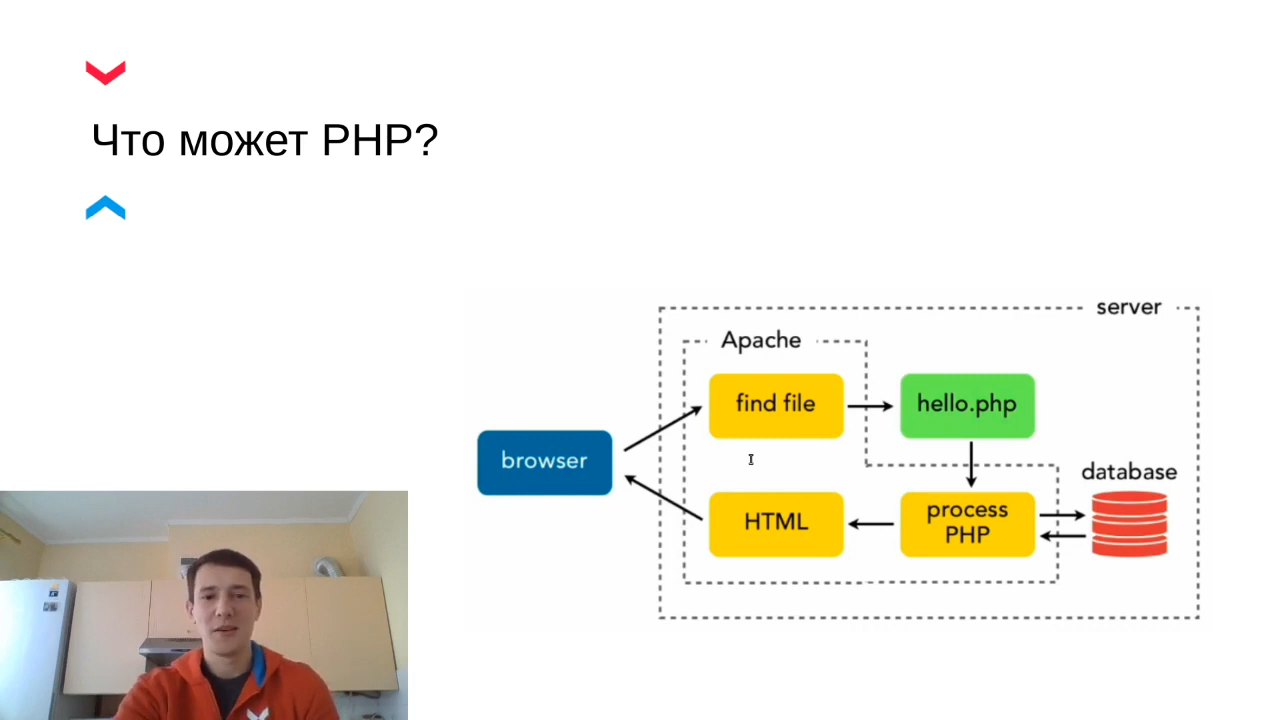 Что может PHP?
server
Apache
find file
hello.php
browser
database
HTML
process
PHP